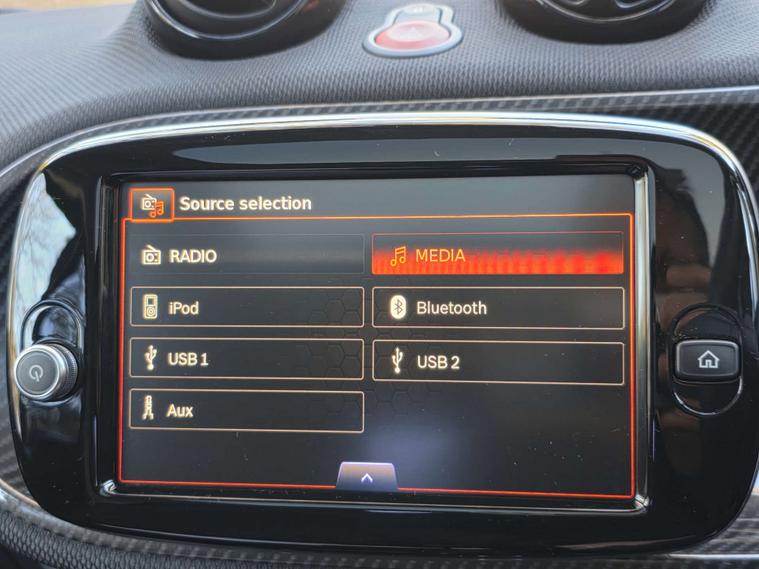 Source selection
RADIO
MEDIA
iPod
Bluetooth
USB 1
USB 2
Aux